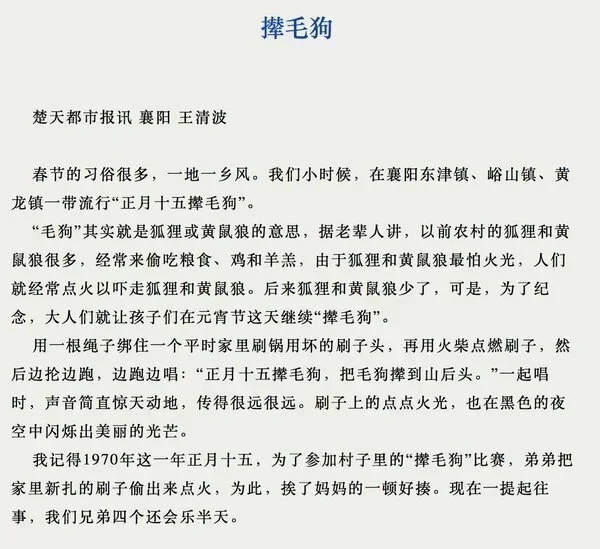 撵毛狗
楚天都市报讯 襄阳 王清波
春节的习俗很多，一地一乡风。我们小时候，在襄阳东津镇、峪山镇、黄
龙镇一带流行“正月十五撵毛狗”。
“毛狗”其实就是狐狸或黄鼠狼的意思，据老辈人讲，以前农村的狐狸和黄
鼠狼很多，经常来偷吃粮食、鸡和羊羔，由于狐狸和黄鼠狼最怕火光，人们
就经常点火以吓走狐狸和黄鼠狼。后来狐狸和黄鼠狼少了，可是，为了纪
念，大人们就让孩子们在元宵节这天继续“撵毛狗”。
用一根绳子绑住一个平时家里刷锅用坏的刷子头，再用火柴点燃刷子，然
后边抡边跑，边跑边唱：“正月十五撵毛狗，把毛狗撵到山后头。”一起唱
时，声音简直惊天动地，传得很远很远。刷子上的点点火光，也在黑色的夜
空中闪烁出美丽的光芒。
我记得1970年这一年正月十五，为了参加村子里的“撵毛狗”比赛，弟弟把
家里新扎的刷子偷出来点火，为此，挨了妈妈的一顿好揍。现在一提起往
事，我们兄弟四个还会乐半天。